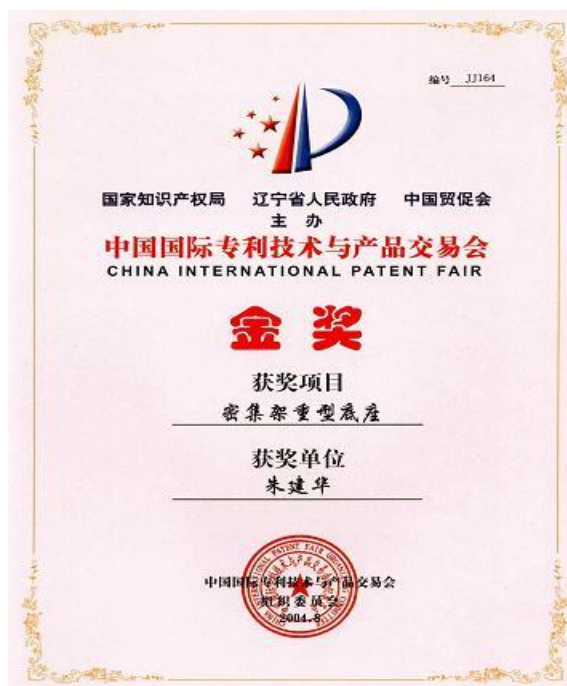 编号 JJ164
国家知识产权局 辽宁省人民政府 中国贸促会
主办
中国国际专利技术与产品交易会
CHINA INTERNATIONAL PATENT FAIR
金奖
获奖项目
密集架重型底座
获奖单位
朱建华
中国国际专利技术与产品交易会
组织委员会
2004.8